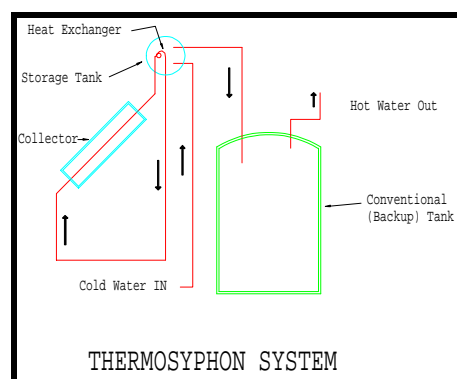 Heat Exchanger
Storage Tank
Collector
Hot Water Out
Conventional
(Backup) Tank
Cold Water IN
THERMOSYPHON SYSTEM